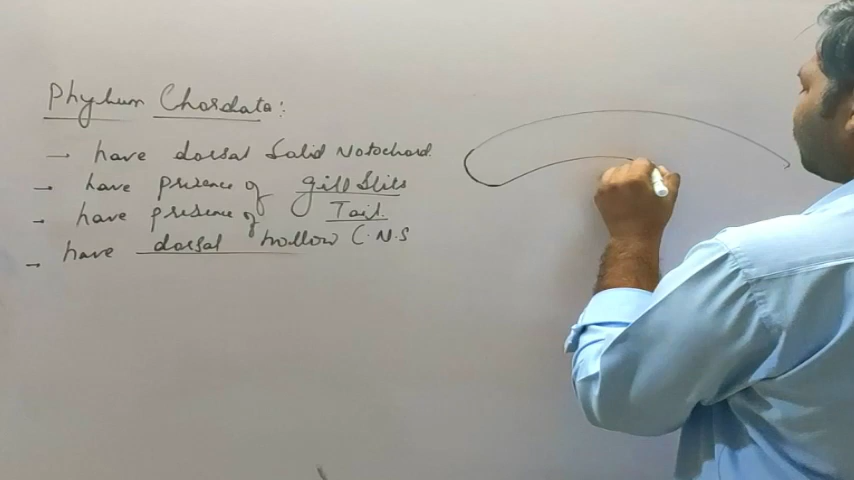 Phylum Chordata:
- have dorsal Solid Notochord.
- have presence of gill Slits
- have presence of Tail.
- have dorsal hollow C.N.S